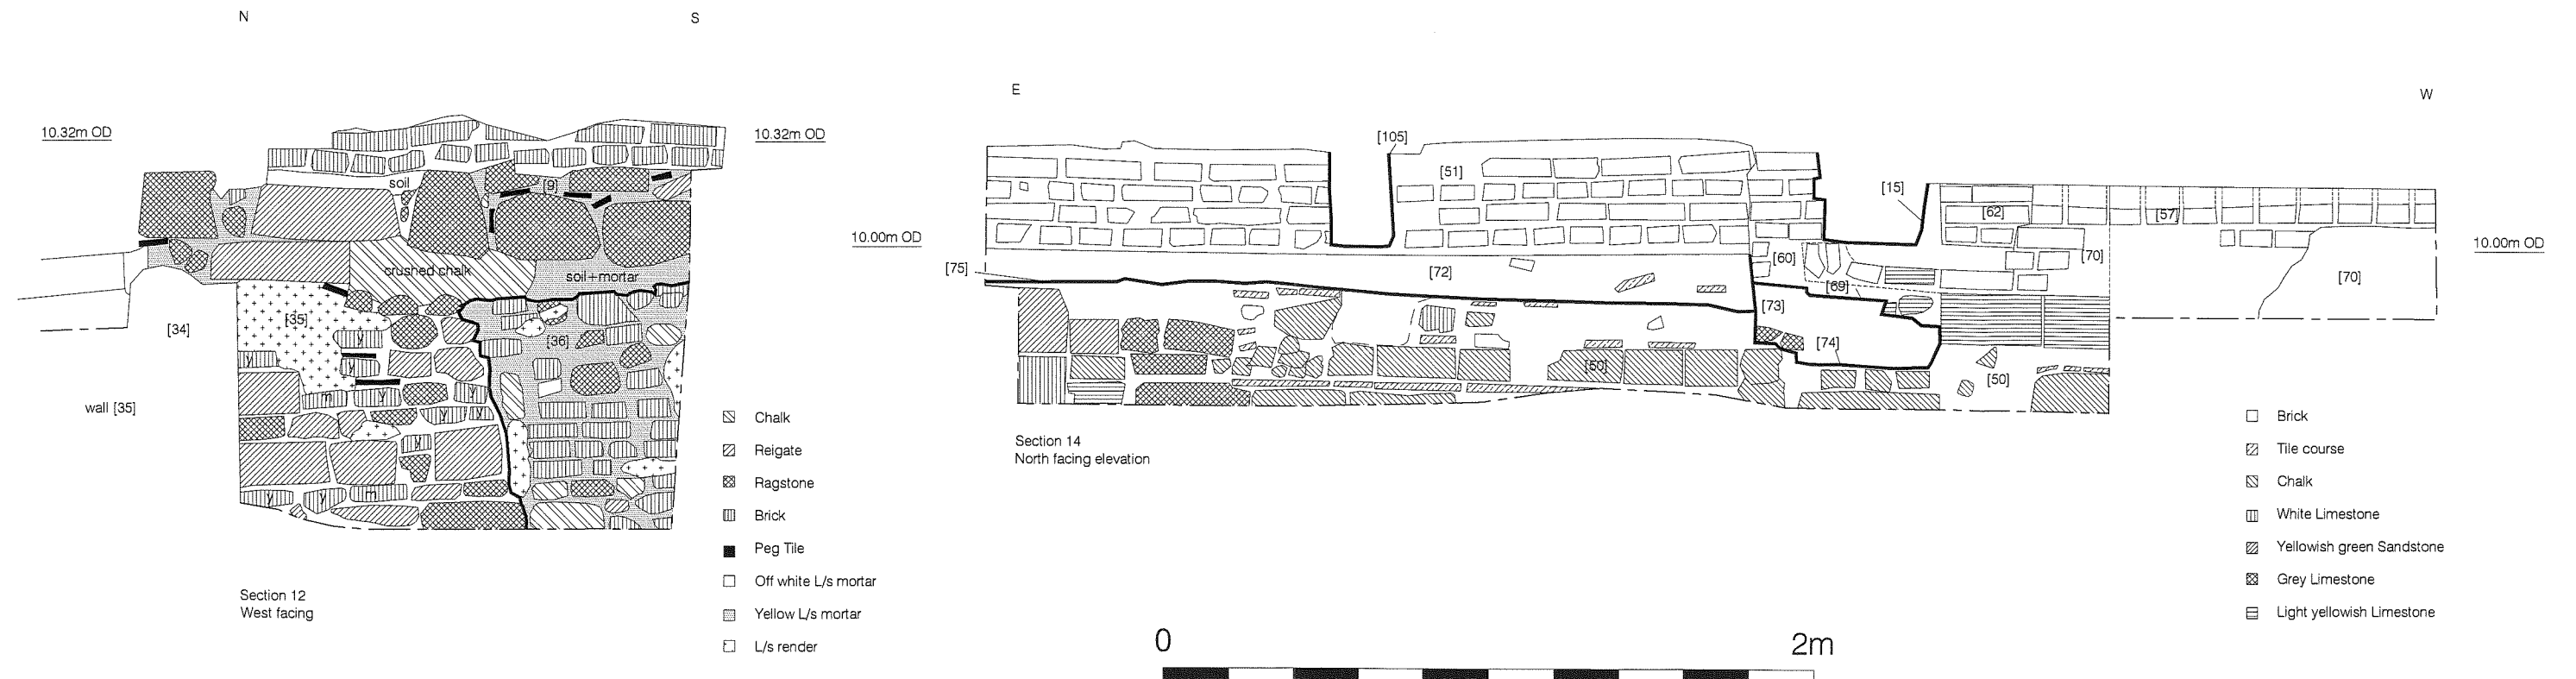 N
S
10.32m OD
10.32m OD
soil
[9]
crushed chalk
soil+mortar
[34]
[35]
[36]
wall [35]
y
y
y
y
m
y
y
y
y
y
y
y
m
Section 12
West facing
Chalk
Reigate
Ragstone
Brick
Peg Tile
Off white L/s mortar
Yellow L/s mortar
L/s render
E
W
10.00m OD
[105]
[51]
[15]
[62]
[57]
10.00m OD
[75]
[72]
[60]
[70]
[69]
[70]
[73]
[74]
[50]
[50]
Section 14
North facing elevation
Brick
Tile course
Chalk
White Limestone
Yellowish green Sandstone
Grey Limestone
Light yellowish Limestone
0
2m